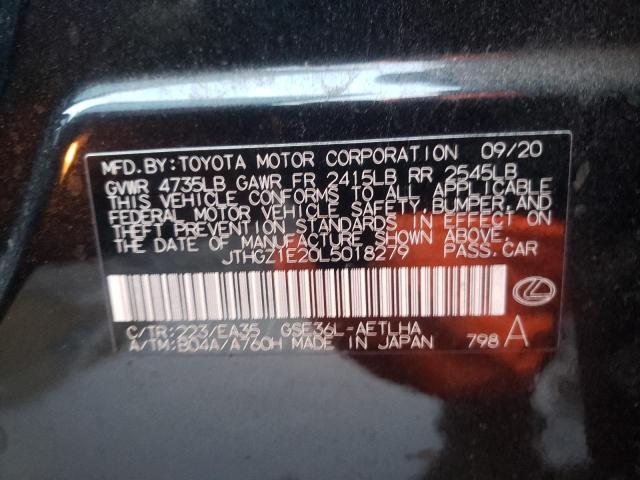 MFD.BY:TOYOTA MOTOR CORPORATION 09/20
GVWR 4735LB GAWR FR 2415LB RR 2545LB
THIS VEHICLE CONFORMS TO ALL APPLICABLE
FEDERAL MOTOR VEHICLE SAFETY,BUMPER,AND
THEFT PREVENTION STANDARDS IN EFFECT ON
THE DATE OF MANUFACTURE SHOWN ABOVE.
JTHGZ1E20L5018279 PASS.CAR
C/TR:223/EA35 GSE36L-AETLHA
A/TM:B04A/A760H MADE IN JAPAN 798 A